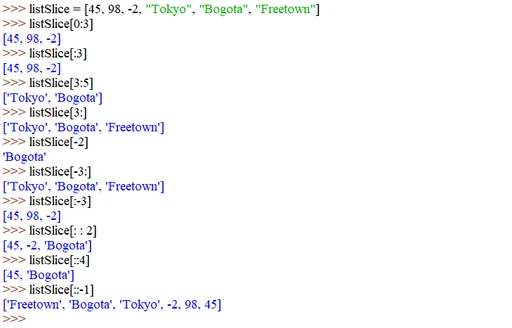 >>> listSlice = [45, 98, -2, "Tokyo", "Bogota", "Freetown"]
>>> listSlice[0:3]
[45, 98, -2]
>>> listSlice[:3]
[45, 98, -2]
>>> listSlice[3:5]
['Tokyo', 'Bogota']
>>> listSlice[3:]
['Tokyo', 'Bogota', 'Freetown']
>>> listSlice[-2]
'Bogota'
>>> listSlice[-3:]
['Tokyo', 'Bogota', 'Freetown']
>>> listSlice[:-3]
[45, 98, -2]
>>> listSlice[: : 2]
[45, -2, 'Bogota']
>>> listSlice[::4]
[45, 'Bogota']
>>> listSlice[::-1]
['Freetown', 'Bogota', 'Tokyo', -2, 98, 45]
>>>